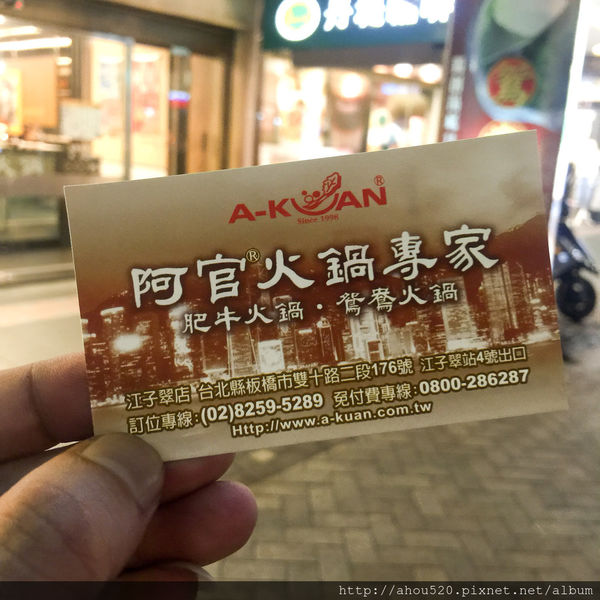 A-KUAN®
Since 1998
阿官®火鍋專家
肥牛火鍋・鴛鴦火鍋
江子翠店 台北縣板橋市雙十路二段176號 江子翠站4號出口
訂位專線:(02)8259-5289 免付費專線:0800-286287
Http://www.a-kuan.com.tw
http://ahou520.pixnet.net/album